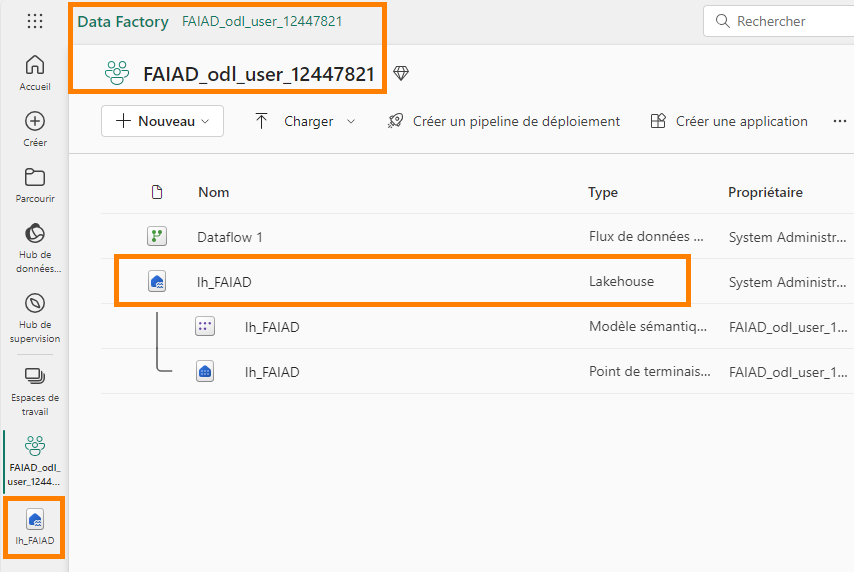 Data Factory FAIAD_odl_user_12447821
Rechercher
FAIAD_odl_user_12447821
Accueil
Nouveau
Charger
Créer un pipeline de déploiement
Créer une application
...
Créer
Parcourir
Nom Type Propriétaire
Dataflow 1 Flux de données ... System Administr...
lh_FAIAD Lakehouse System Administr...
lh_FAIAD Modèle sémantiq... FAIAD_odl_user_1...
lh_FAIAD Point de terminais... FAIAD_odl_user_1...
Hub de
données...
Hub de
supervision
Espaces de
travail
FAIAD_odl_
user_1244...
lh_FAIAD